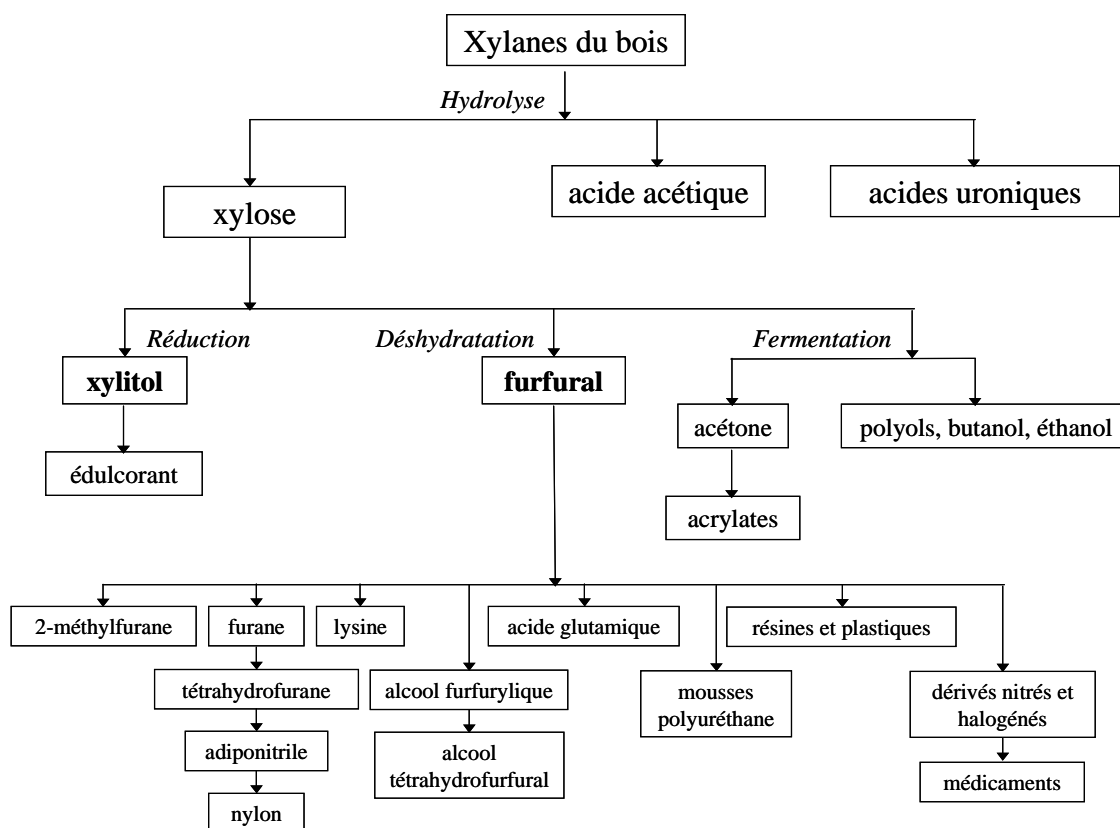 Xylanes du bois
Hydrolyse
xylose
acide acétique
acides uroniques
Réduction
Déshydratation
Fermentation
xylitol
furfural
acétone
polyols, butanol, éthanol
édulcorant
acrylates
2-méthylfurane
furane
lysine
acide glutamique
résines et plastiques
tétrahydrofurane
alcool furfurylique
mousses
polyuréthane
dérivés nitrés et
halogénés
adiponitrile
alcool
tétrahydrofurfural
médicaments
nylon